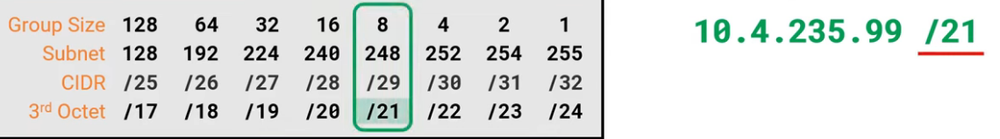 Group Size 128 64 32 16 8 4 2 1
Subnet 128 192 224 240 248 252 254 255
CIDR /25 /26 /27 /28 /29 /30 /31 /32
3rd Octet /17 /18 /19 /20 /21 /22 /23 /24
10.4.235.99 /21